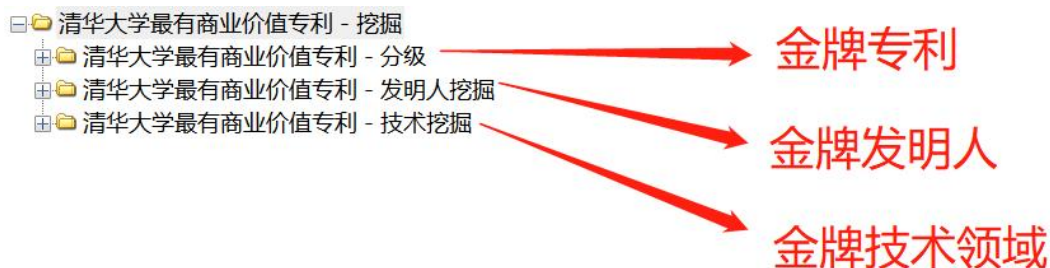 清华大学最有商业价值专利 - 挖掘
清华大学最有商业价值专利 - 分级
金牌专利
清华大学最有商业价值专利 - 发明人挖掘
清华大学最有商业价值专利 - 技术挖掘
金牌发明人
金牌技术领域